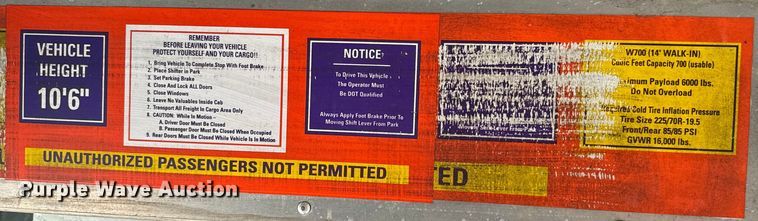 VEHICLE
HEIGHT
10'6"
REMEMBER
BEFORE LEAVING YOUR VEHICLE
PROTECT YOURSELF AND YOUR CARGO!!
1. Bring Vehicle To Complete Stop With Foot Brake
2. Place Shifter in Park
3. Set Parking Brake
4. Close And Lock ALL Doors
5. Close Windows
6. Leave No Valuables Inside Cab
7. Transport All Freight In Cargo Area Only
8. CAUTION: While In Motion –
A. Driver Door Must Be Closed
B. Passenger Door Must Be Closed When Occupied
9. Rear Doors Must Be Closed While Vehicle Is In Motion
NOTICE
To Drive This Vehicle
The Operator Must
Be DOT Qualified
Always Apply Foot Brake Prior To
Moving Shift Lever From Park
Shift Lever From Park
W700 (14' WALK-IN)
Cubic Feet Capacity 700 (usable)
Payload 6000 lbs.
Do Not Overload
Cold Tire Inflation Pressure
Tire Size 225/70R-19.5
Front/Rear 85/85 PSI
GVWR 16,000 lbs.
UNAUTHORIZED PASSENGERS NOT PERMITTED
ED
Purple Wave Auction